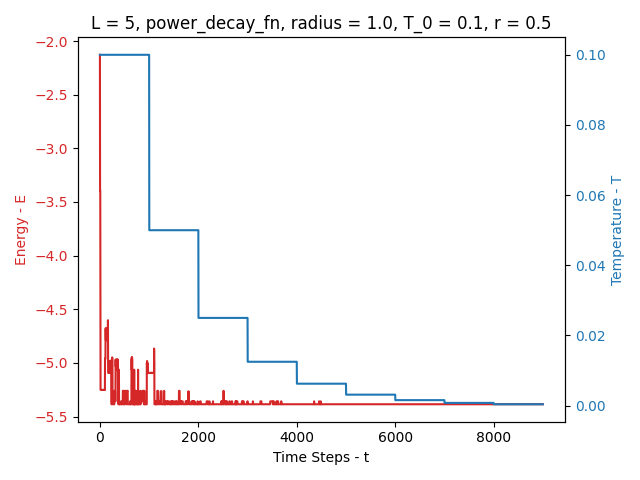 L = 5, power_decay_fn, radius = 1.0, T_0 = 0.1, r = 0.5
Energy - E
−2.0
−2.5
−3.0
−3.5
−4.0
−4.5
−5.0
−5.5
0.10
0.08
0.06
0.04
0.02
0.00
Temperature - T
0 2000 4000 6000 8000
Time Steps - t